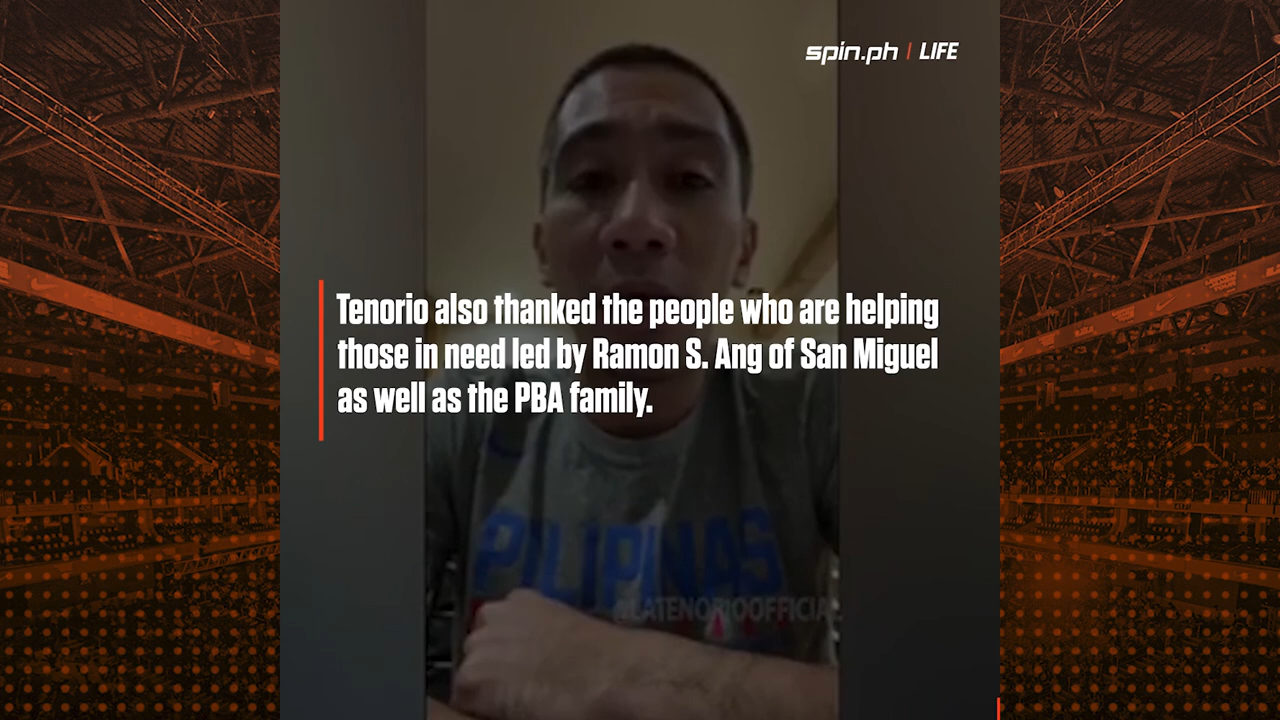 spin.ph | LIFE
Tenorio also thanked the people who are helping
those in need led by Ramon S. Ang of San Miguel
as well as the PBA family.
PILIPINAS
@LATENORIOOFFICIAL